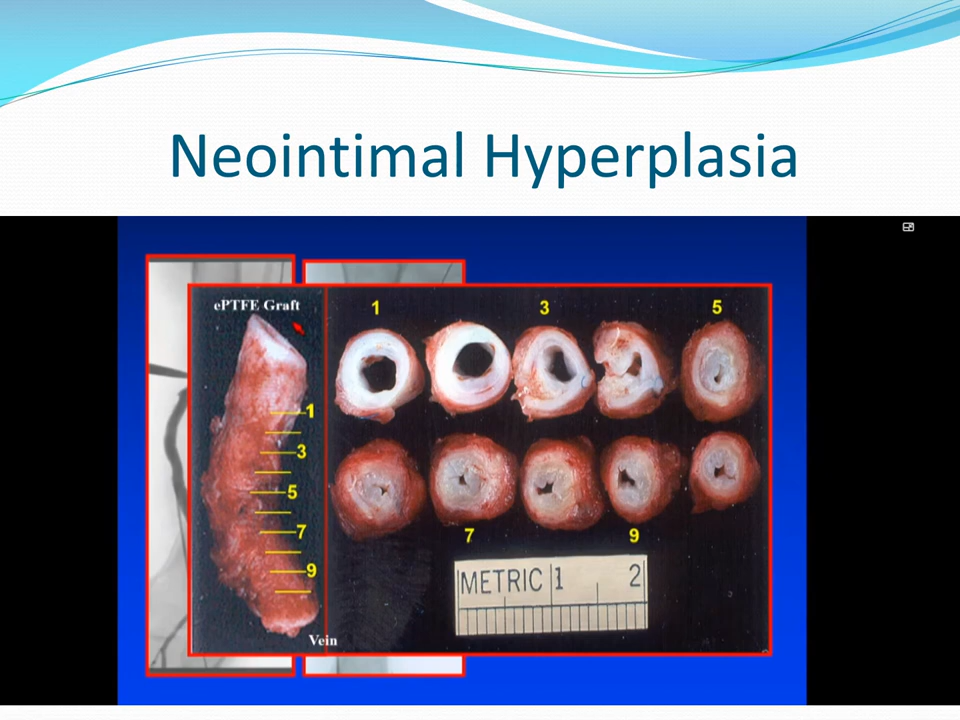 Neointimal Hyperplasia
ePTFE Graft
1
3
5
7
9
Vein
1 3 5
7 9
METRIC 1 2